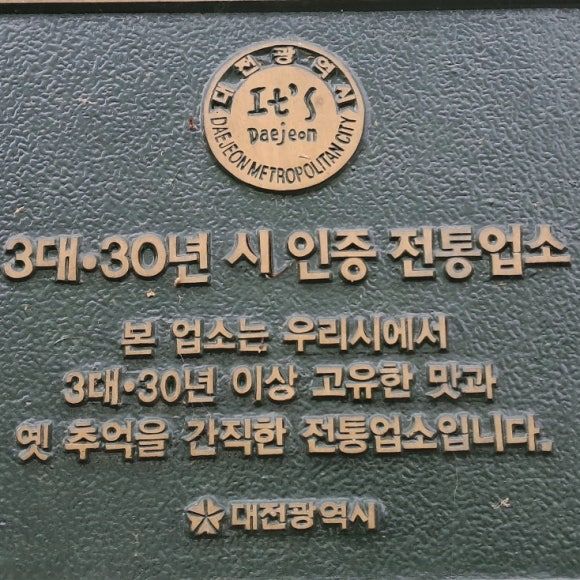 대전광역시
It's
Daejeon
· DAEJEON METROPOLITAN CITY ·
3대·30년 시 인증 전통업소
본 업소는 우리시에서
3대·30년 이상 고유한 맛과
옛 추억을 간직한 전통업소입니다.
대전광역시